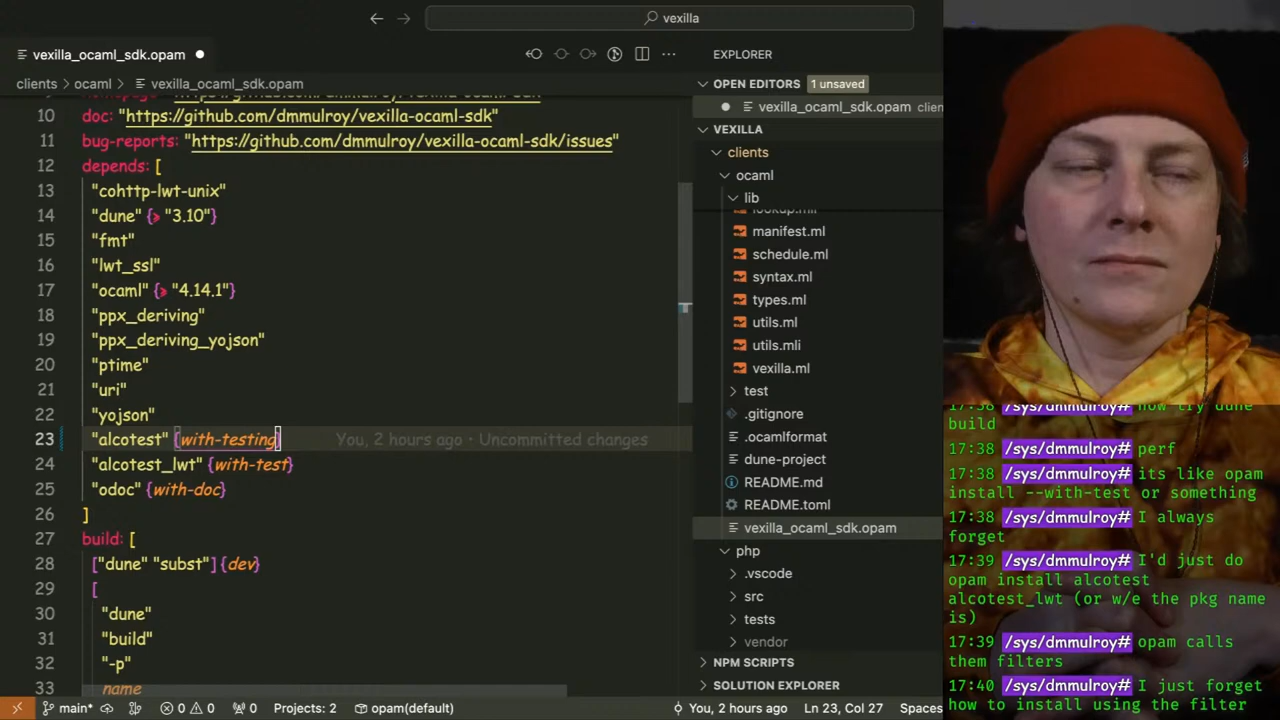 ← → vexilla
vexilla_ocaml_sdk.opam ● ···
clients > ocaml > vexilla_ocaml_sdk.opam
10 doc: "https://github.com/dmmulroy/vexilla-ocaml-sdk"
11 bug-reports: "https://github.com/dmmulroy/vexilla-ocaml-sdk/issues"
12 depends: [
13 "cohttp-lwt-unix"
14 "dune" {>= "3.10"}
15 "fmt"
16 "lwt_ssl"
17 "ocaml" {>= "4.14.1"}
18 "ppx_deriving"
19 "ppx_deriving_yojson"
20 "ptime"
21 "uri"
22 "yojson"
23 "alcotest" {with-testing} You, 2 hours ago • Uncommitted changes
24 "alcotest_lwt" {with-test}
25 "odoc" {with-doc}
26 ]
27 build: [
28 ["dune" "subst"] {dev}
29 [
30 "dune"
31 "build"
32 "-p"
33 name
EXPLORER
OPEN EDITORS 1 unsaved
● vexilla_ocaml_sdk.opam clien
VEXILLA
clients
ocaml
lib
lookup.mli
manifest.ml
schedule.ml
syntax.ml
types.ml
utils.ml
utils.mli
vexilla.ml
test
.gitignore
.ocamlformat
dune-project
README.md
README.toml
vexilla_ocaml_sdk.opam
php
.vscode
src
tests
vendor
NPM SCRIPTS
SOLUTION EXPLORER
main* 0 0 0 Projects: 2 opam(default) You, 2 hours ago Ln 23, Col 27 Spaces
17:38 /sys/dmmulroy# now try dune
build
17:38 /sys/dmmulroy# perf
17:38 /sys/dmmulroy# its like opam
install --with-test or something
17:38 /sys/dmmulroy# I always
forget
17:39 /sys/dmmulroy# I'd just do
opam install alcotest
alcotest_lwt (or w/e the pkg name
is)
17:39 /sys/dmmulroy# opam calls
them filters
17:40 /sys/dmmulroy# I just forget
how to install using the filter